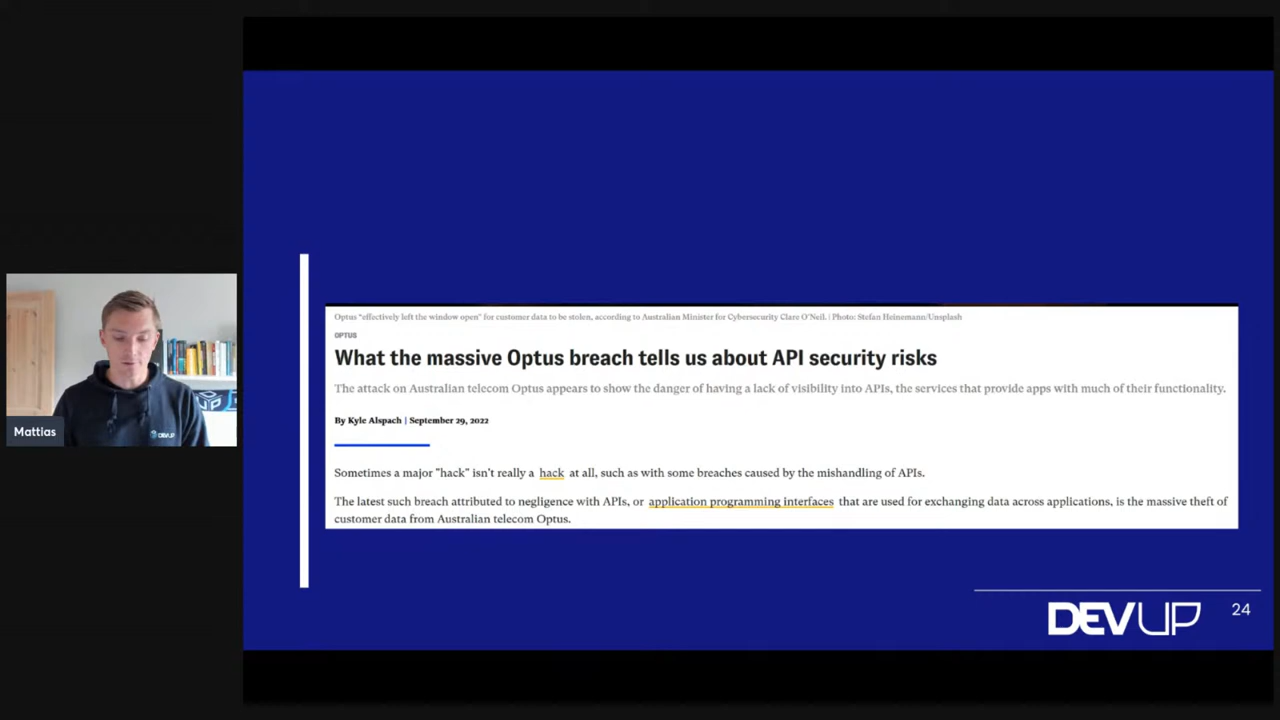 Optus "effectively left the window open" for customer data to be stolen, according to Australian Minister for Cybersecurity Clare O'Neil. | Photo: Stefan Heinemann/Unsplash
OPTUS
What the massive Optus breach tells us about API security risks
The attack on Australian telecom Optus appears to show the danger of having a lack of visibility into APIs, the services that provide apps with much of their functionality.
By Kyle Alspach | September 29, 2022
Sometimes a major "hack" isn't really a hack at all, such as with some breaches caused by the mishandling of APIs.
The latest such breach attributed to negligence with APIs, or application programming interfaces that are used for exchanging data across applications, is the massive theft of
customer data from Australian telecom Optus.
Mattias
DEVUP
DEVUP 24